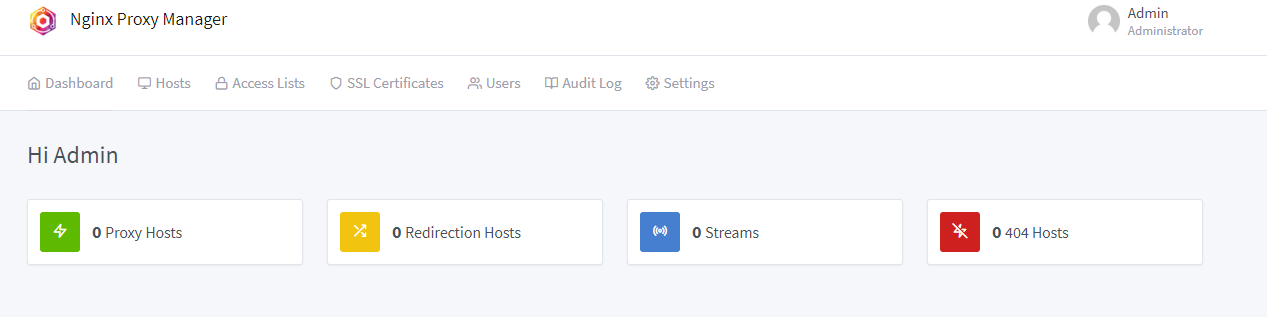 Nginx Proxy Manager
Admin
Administrator
Dashboard Hosts Access Lists SSL Certificates Users Audit Log Settings
Hi Admin
0 Proxy Hosts 0 Redirection Hosts 0 Streams 0 404 Hosts